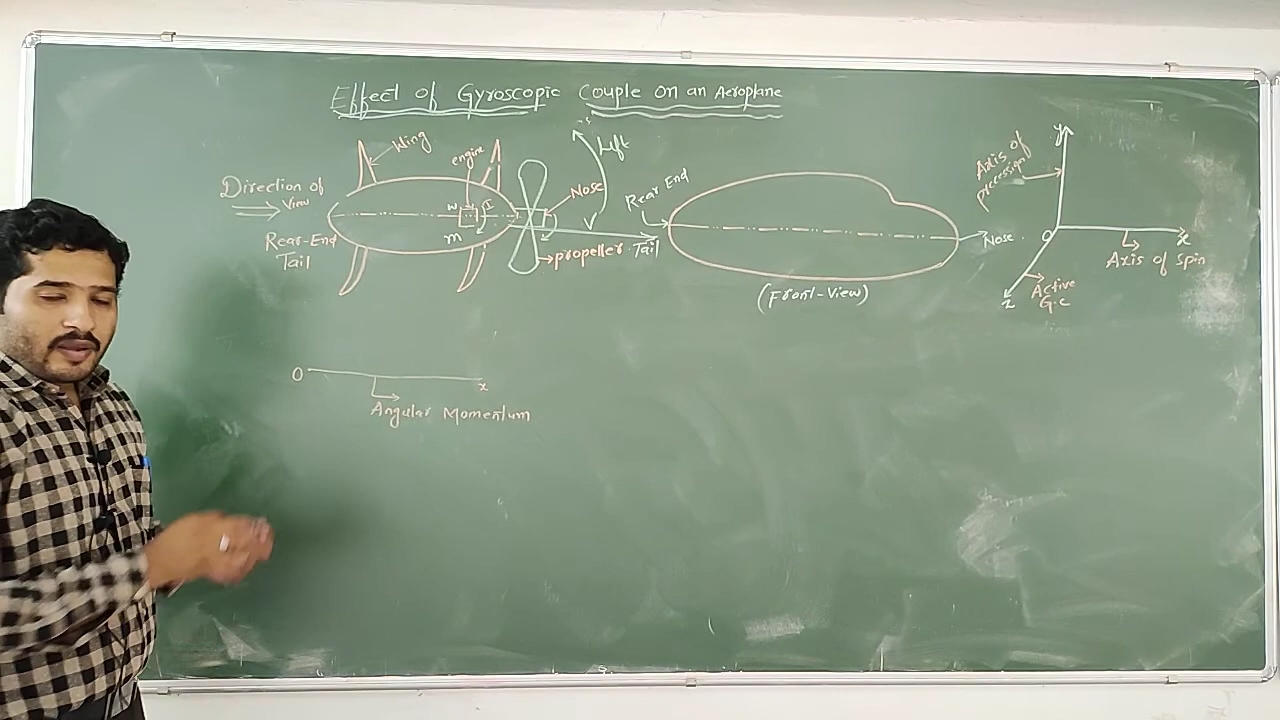 Effect of Gyroscopic Couple on an Aeroplane
Wing
engine
Left
Direction of
View
Nose
Rear-End
Tail
w
I
m
propeller
Rear End
Tail
Nose
(Front-View)
y
Axis of
precession
O
x
Axis of Spin
Active
G.c
z
O
x
Angular Momentum